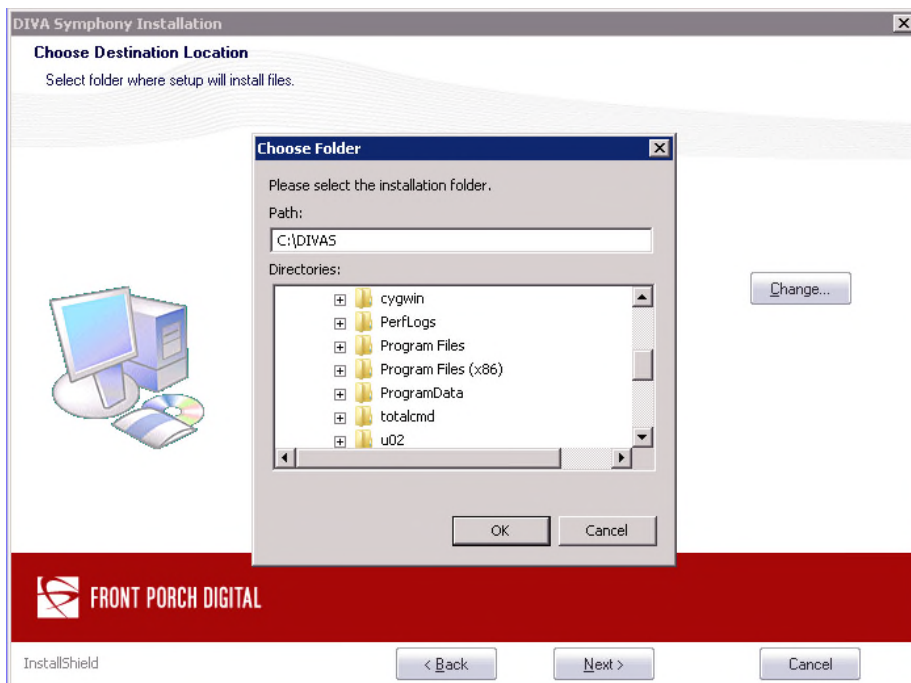 DIVA Symphony Installation
Choose Destination Location
Select folder where setup will install files.
Choose Folder
Please select the installation folder.
Path:
C:\DIVAS
Directories:
cygwin
PerfLogs
Program Files
Program Files (x86)
ProgramData
totalcmd
u02
OK
Cancel
Change...
FRONT PORCH DIGITAL
InstallShield
< Back
Next >
Cancel